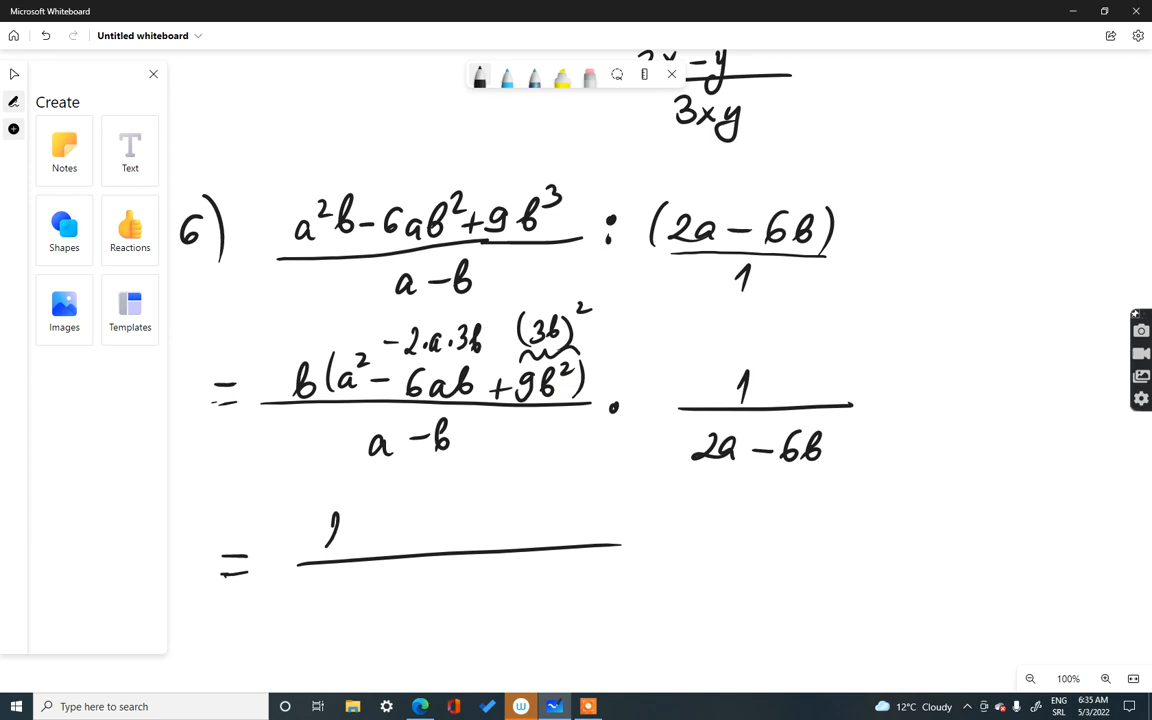 Microsoft Whiteboard
Untitled whiteboard
Create
Notes
Text
Shapes
Reactions
Images
Templates
- y
3xy
6) a²b - 6ab² + 9b³ : (2a - 6b)
a - b 1
- 2·a·3b (3b)²
= b(a² - 6ab + 9b²) · 1
a - b 2a - 6b
=
100%
Type here to search
12°C Cloudy
ENG
SRL
6:35 AM
5/3/2022